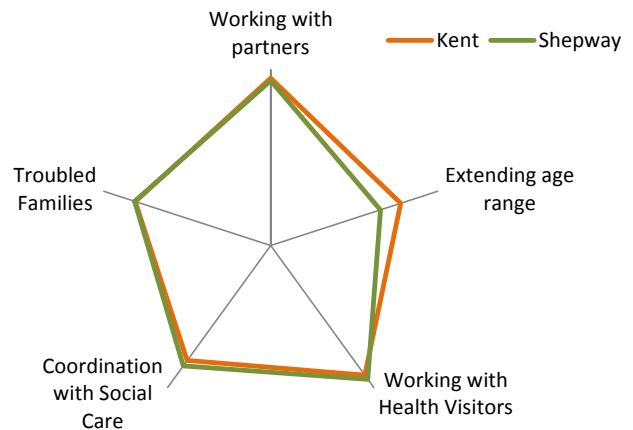 Working with
partners
Kent
Shepway
Troubled
Families
Extending age
range
Coordination
with Social
Care
Working with
Health Visitors